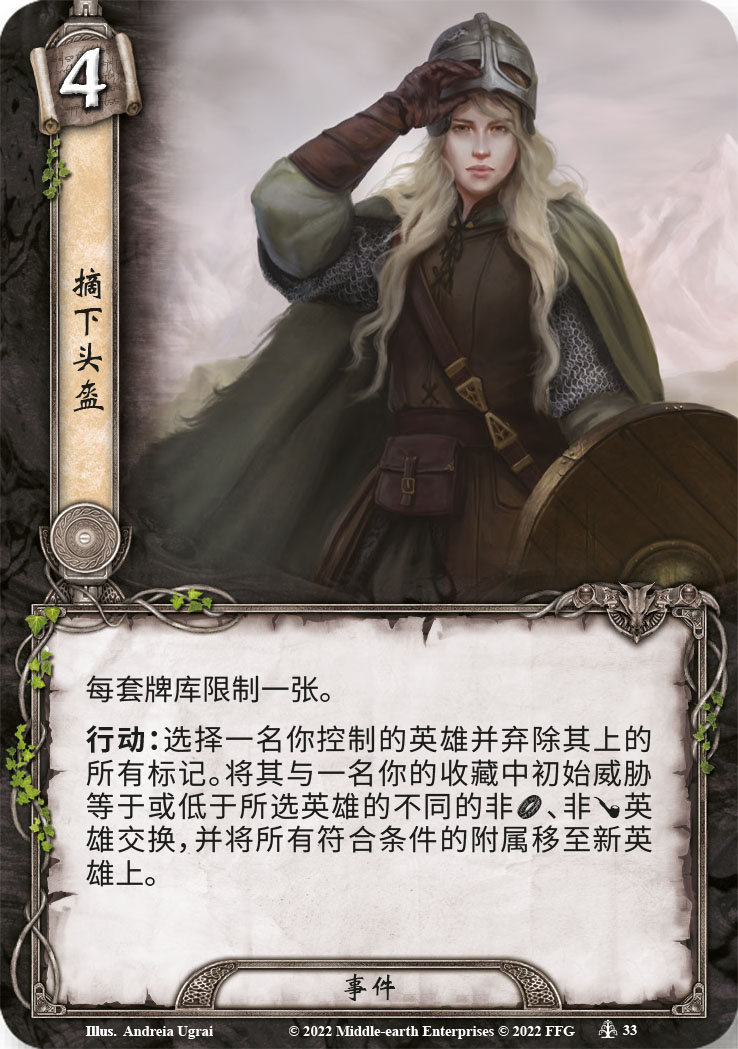 4
摘下头盔
每套牌库限制一张。
行动：选择一名你控制的英雄并弃除其上的
所有标记。将其与一名你的收藏中初始威胁
等于或低于所选英雄的不同的非、非英
雄交换，并将所有符合条件的附属移至新英
雄上。
事件
Illus. Andreia Ugrai © 2022 Middle-earth Enterprises © 2022 FFG 33